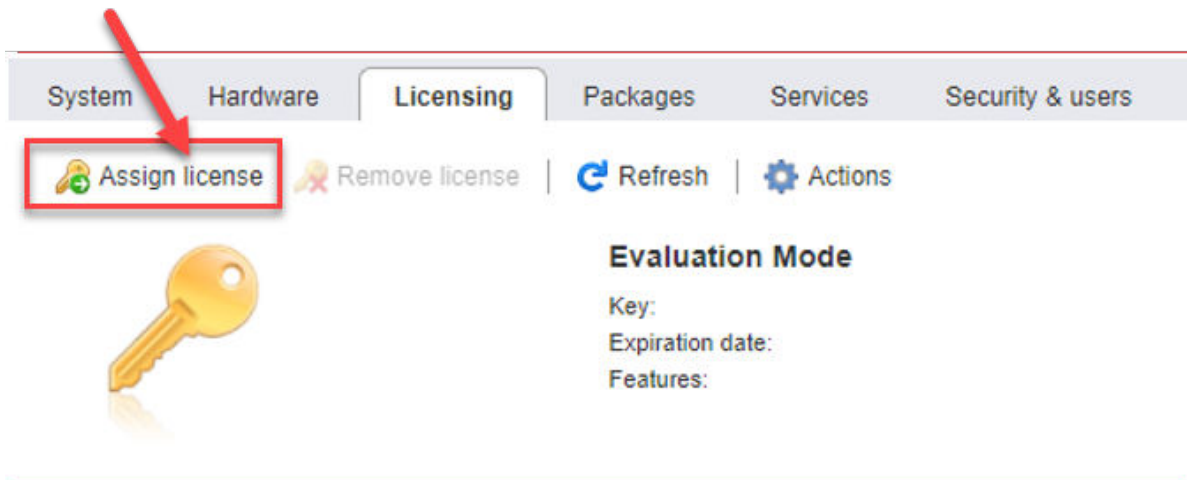 System Hardware Licensing Packages Services Security & users
Assign license Remove license | Refresh | Actions
Evaluation Mode
Key:
Expiration date:
Features: